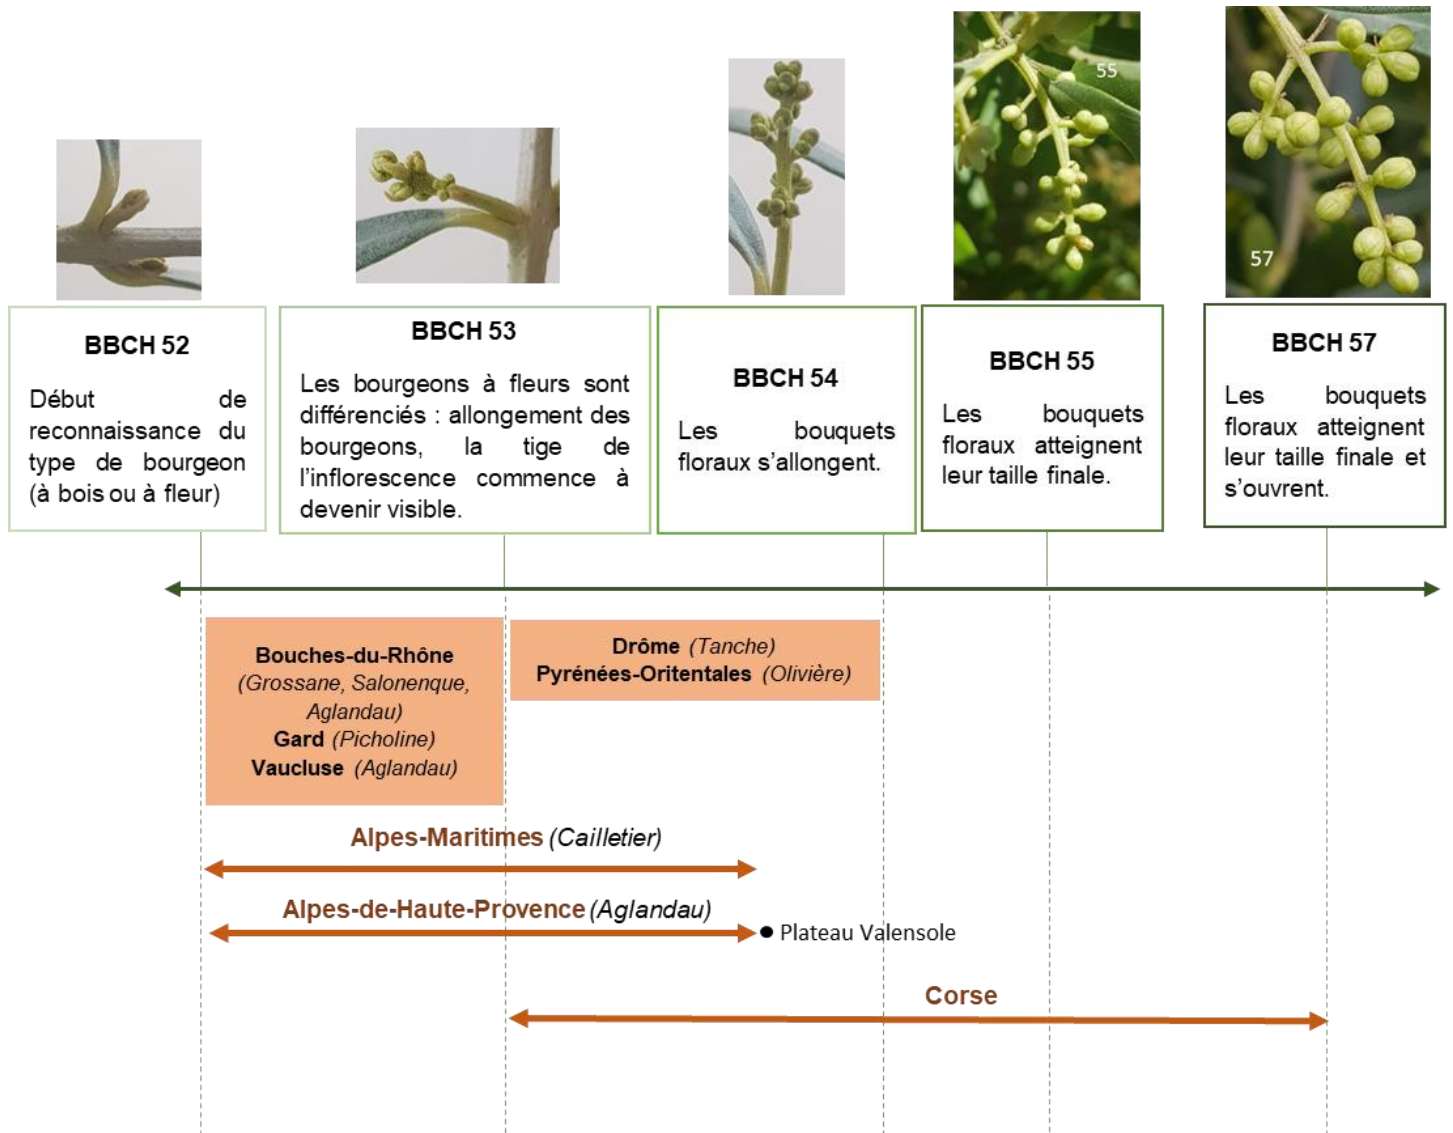 55
57
BBCH 52
Début de
reconnaissance du
type de bourgeon
(à bois ou à fleur)
BBCH 53
Les bourgeons à fleurs sont
différenciés : allongement des
bourgeons, la tige de
l’inflorescence commence à
devenir visible.
BBCH 54
Les bouquets
floraux s’allongent.
BBCH 55
Les bouquets
floraux atteignent
leur taille finale.
BBCH 57
Les bouquets
floraux atteignent
leur taille finale et
s’ouvrent.
Bouches-du-Rhône
(Grossane, Salonenque,
Aglandau)
Gard (Picholine)
Vaucluse (Aglandau)
Drôme (Tanche)
Pyrénées-Oritentales (Olivière)
Alpes-Maritimes (Cailletier)
Alpes-de-Haute-Provence (Aglandau)
Plateau Valensole
Corse